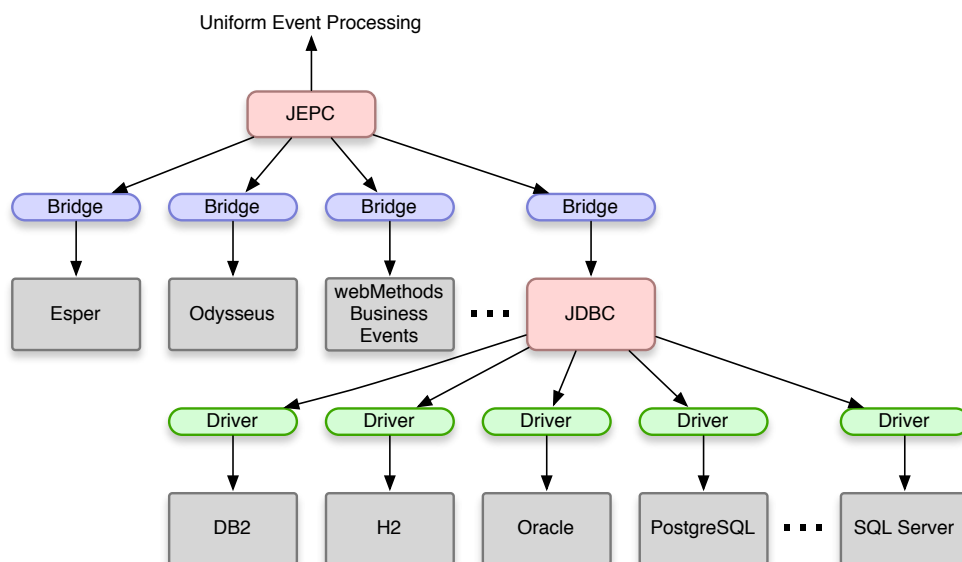 Uniform Event Processing
JEPC
Bridge
Bridge
Bridge
Bridge
Esper
Odysseus
webMethods
Business
Events
JDBC
Driver
Driver
Driver
Driver
Driver
DB2
H2
Oracle
PostgreSQL
SQL Server